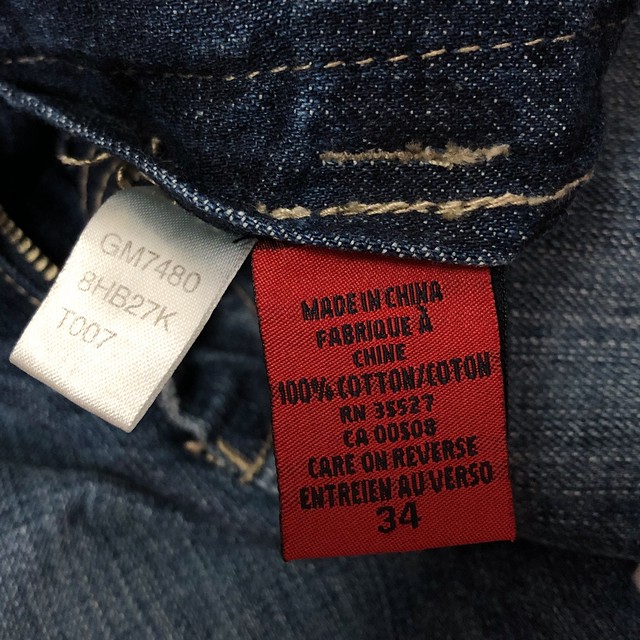 GM7480
8HB27K
T007
MADE IN CHINA
FABRIQUE À
CHINE
100% COTTON/COTON
RN 35527
CA 00508
CARE ON REVERSE
ENTREIEN AU VERSO
34